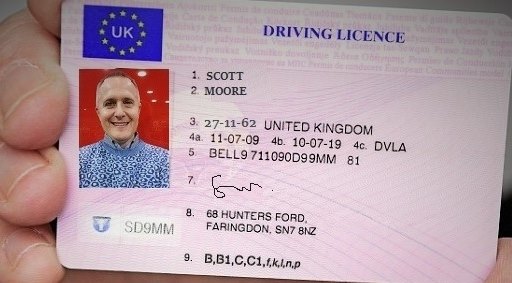 UK
DRIVING LICENCE
1. SCOTT
2. MOORE
3. 27-11-62 UNITED KINGDOM
4a. 11-07-09 4b. 10-07-19 4c. DVLA
5. BELL9 711090D99MM 81
7.
8. 68 HUNTERS FORD,
FARINGDON, SN7 8NZ
SD9MM
9. B,B1,C,C1,f,k,l,n,p